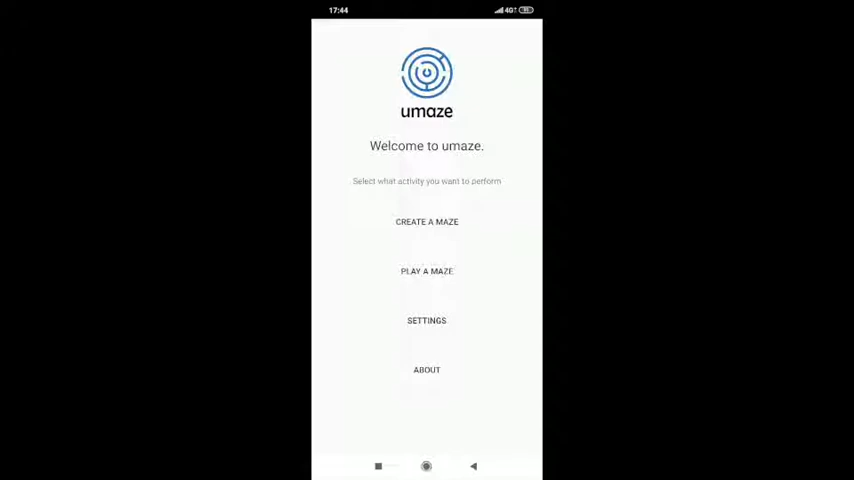 17:44
4G+
umaze
Welcome to umaze.
Select what activity you want to perform
CREATE A MAZE
PLAY A MAZE
SETTINGS
ABOUT